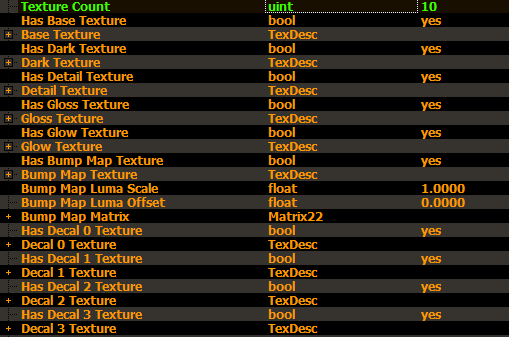 Texture Count uint 10
Has Base Texture bool yes
Base Texture TexDesc
Has Dark Texture bool yes
Dark Texture TexDesc
Has Detail Texture bool yes
Detail Texture TexDesc
Has Gloss Texture bool yes
Gloss Texture TexDesc
Has Glow Texture bool yes
Glow Texture TexDesc
Has Bump Map Texture bool yes
Bump Map Texture TexDesc
Bump Map Luma Scale float 1.0000
Bump Map Luma Offset float 0.0000
Bump Map Matrix Matrix22
Has Decal 0 Texture bool yes
Decal 0 Texture TexDesc
Has Decal 1 Texture bool yes
Decal 1 Texture TexDesc
Has Decal 2 Texture bool yes
Decal 2 Texture TexDesc
Has Decal 3 Texture bool yes
Decal 3 Texture TexDesc